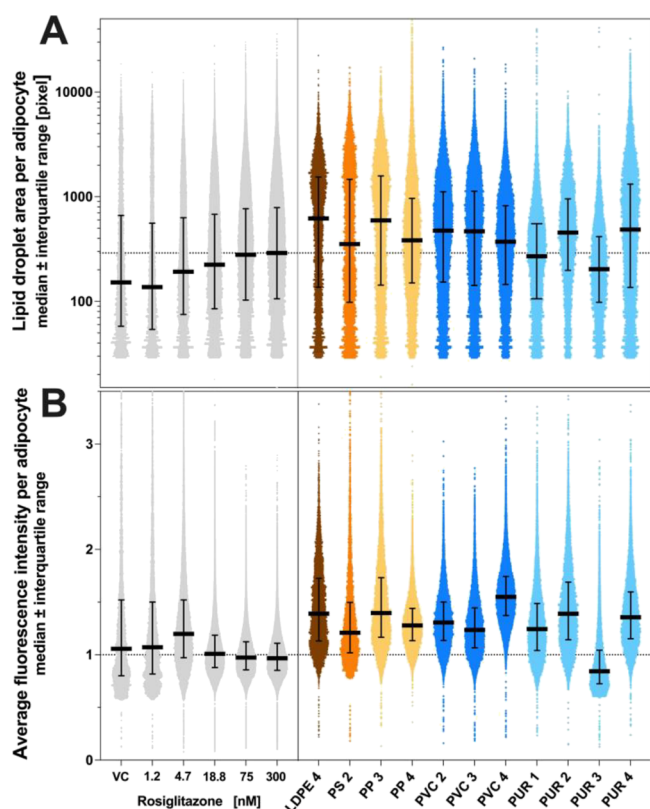 A
Lipid droplet area per adipocyte
median ± interquartile range [pixel]
10000
1000
100
B
Average fluorescence intensity per adipocyte
median ± interquartile range
3
2
1
0
VC 1.2 4.7 18.8 75 300
Rosiglitazone [nM]
LDPE 4 PS 2 PP 3 PP 4 PVC 2 PVC 3 PVC 4 PUR 1 PUR 2 PUR 3 PUR 4